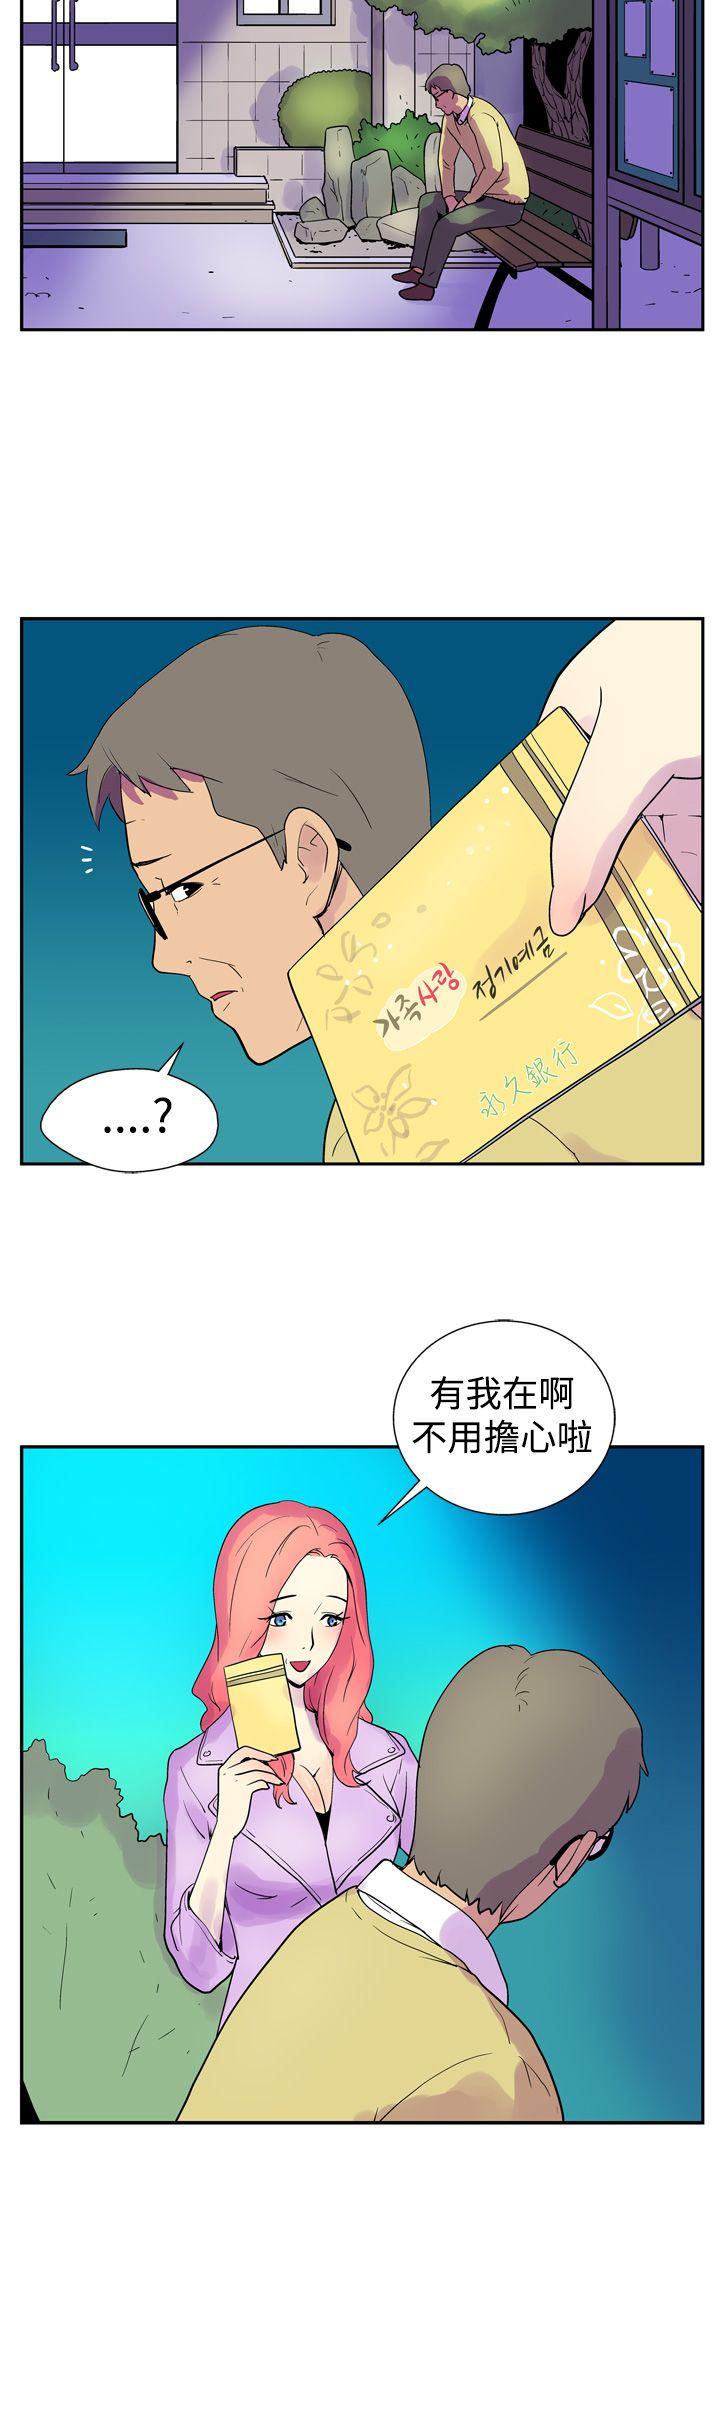 가족사랑 정기예금
永久銀行
....?
有我在啊
不用擔心啦